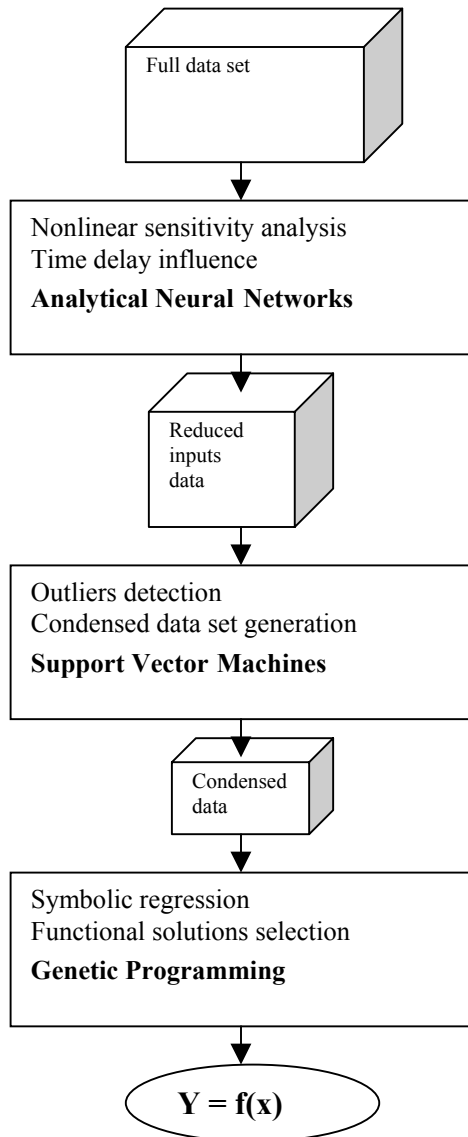 Full data set
Nonlinear sensitivity analysis
Time delay influence
Analytical Neural Networks
Reduced
inputs
data
Outliers detection
Condensed data set generation
Support Vector Machines
Condensed
data
Symbolic regression
Functional solutions selection
Genetic Programming
Y = f(x)